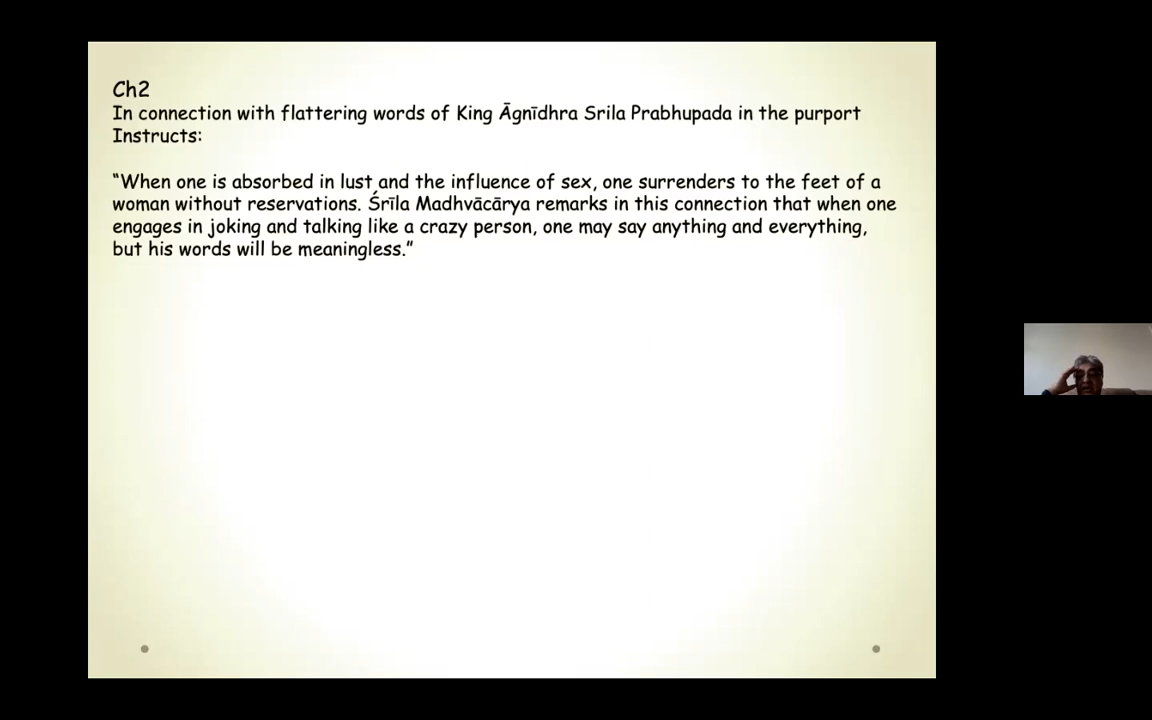 Ch2
In connection with flattering words of King Āgnīdhra Srila Prabhupada in the purport
Instructs:
“When one is absorbed in lust and the influence of sex, one surrenders to the feet of a
woman without reservations. Śrīla Madhvācārya remarks in this connection that when one
engages in joking and talking like a crazy person, one may say anything and everything,
but his words will be meaningless.”